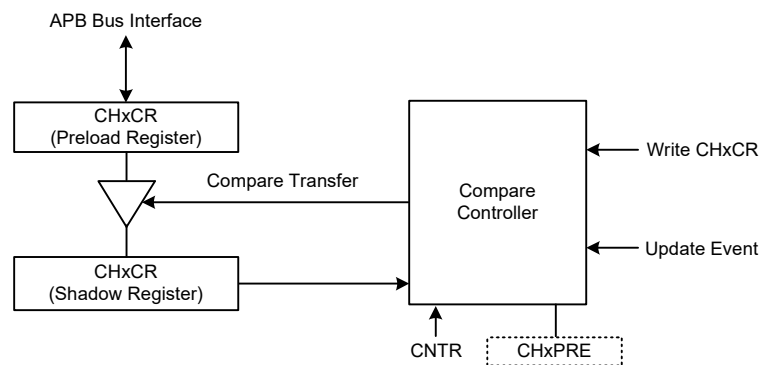 APB Bus Interface
CHxCR
(Preload Register)
Compare Transfer
Compare
Controller
Write CHxCR
Update Event
CHxCR
(Shadow Register)
CNTR
CHxPRE